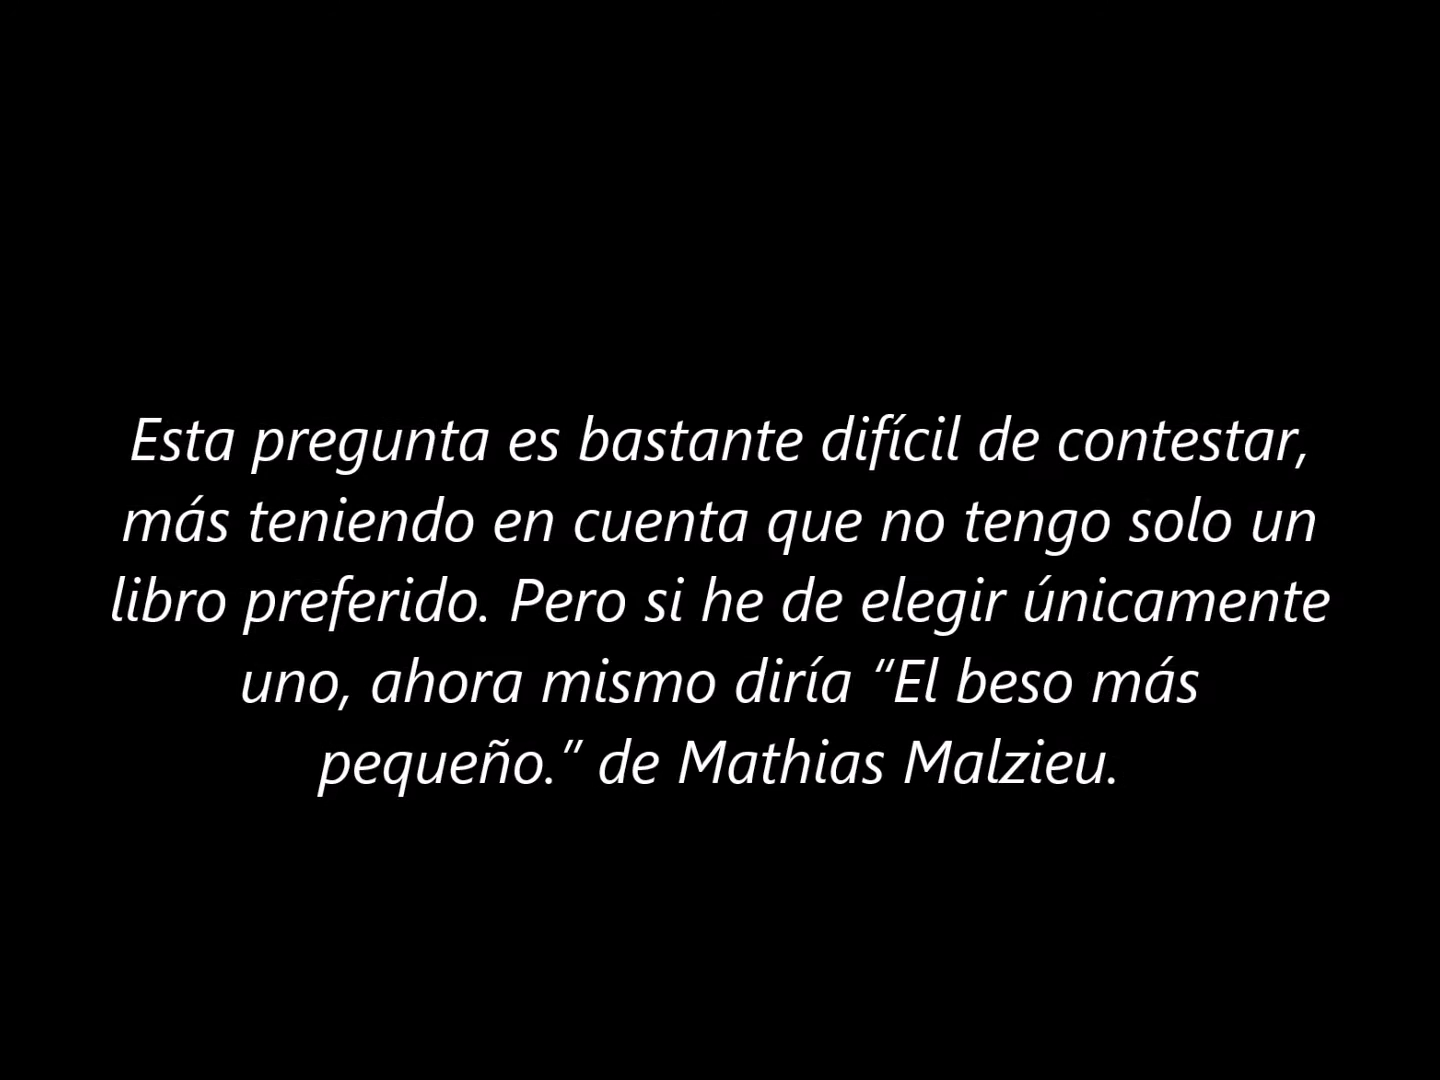 Esta pregunta es bastante difícil de contestar,
más teniendo en cuenta que no tengo solo un
libro preferido. Pero si he de elegir únicamente
uno, ahora mismo diría “El beso más
pequeño.” de Mathias Malzieu.